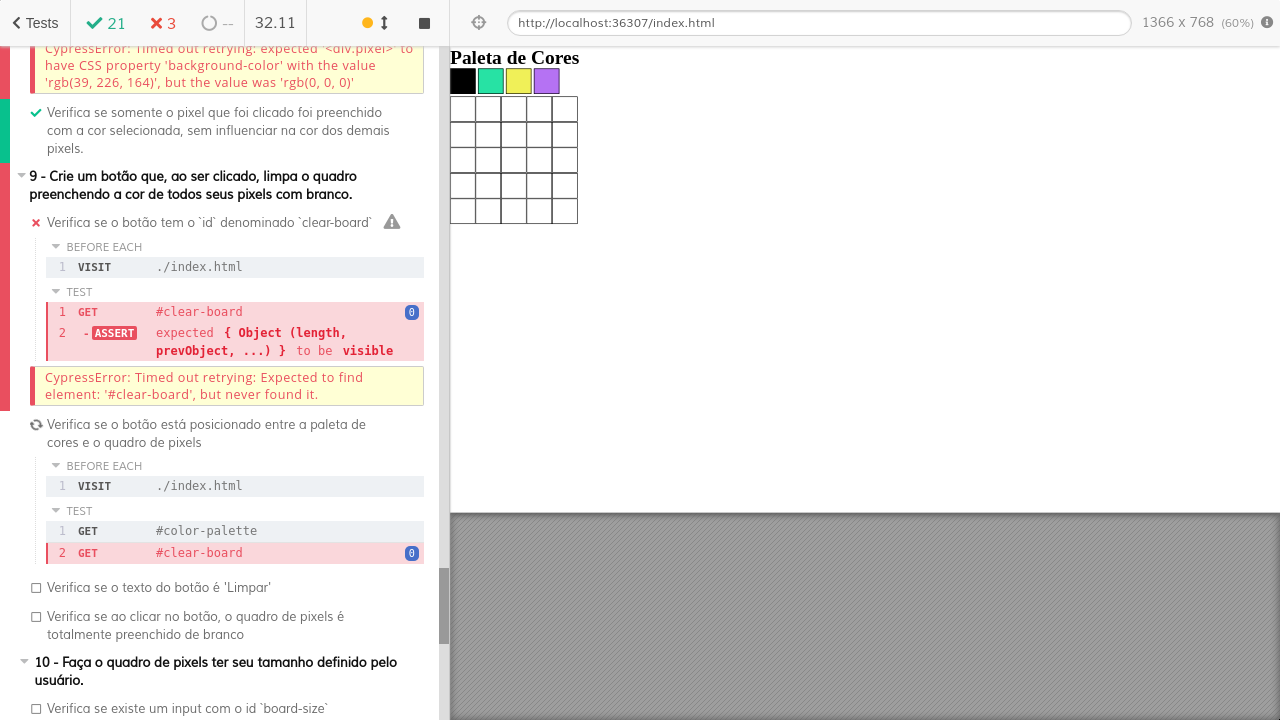 Tests
21
3
--
32.11
http://localhost:36307/index.html
1366 x 768 (60%)
CypressError: Timed out retrying: expected '<div.pixel>' to
have CSS property 'background-color' with the value
'rgb(39, 226, 164)', but the value was 'rgb(0, 0, 0)'
Verifica se somente o pixel que foi clicado foi preenchido
com a cor selecionada, sem influenciar na cor dos demais
pixels.
9 - Crie um botão que, ao ser clicado, limpa o quadro
preenchendo a cor de todos seus pixels com branco.
Verifica se o botão tem o `id` denominado `clear-board`
BEFORE EACH
1 VISIT ./index.html
TEST
1 GET #clear-board 0
2 - ASSERT expected { Object (length,
prevObject, ...) } to be visible
CypressError: Timed out retrying: Expected to find
element: '#clear-board', but never found it.
Verifica se o botão está posicionado entre a paleta de
cores e o quadro de pixels
BEFORE EACH
1 VISIT ./index.html
TEST
1 GET #color-palette
2 GET #clear-board 0
Verifica se o texto do botão é 'Limpar'
Verifica se ao clicar no botão, o quadro de pixels é
totalmente preenchido de branco
10 - Faça o quadro de pixels ter seu tamanho definido pelo
usuário.
Verifica se existe um input com o id `board-size`
Paleta de Cores